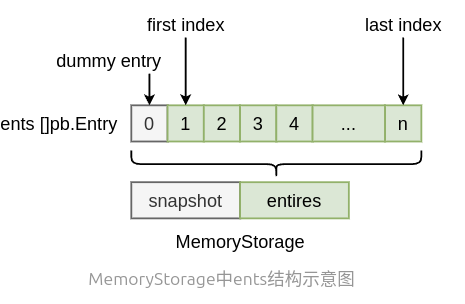 first index
last index
dummy entry
ents []pb.Entry
0 1 2 3 4 ... n
snapshot entires
MemoryStorage
MemoryStorage中ents结构示意图